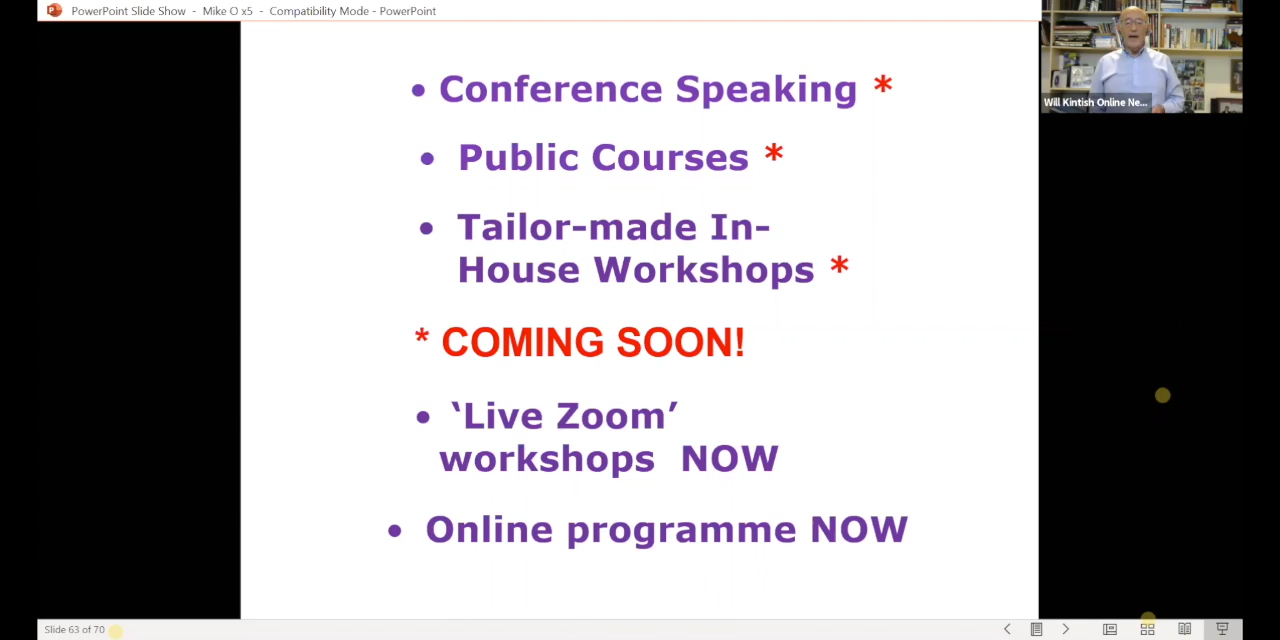 PowerPoint Slide Show - Mike O x5 - Compatibility Mode - PowerPoint
Will Kintish Online Ne...
• Conference Speaking *
• Public Courses *
• Tailor-made In-
House Workshops *
* COMING SOON!
• ‘Live Zoom’
workshops NOW
• Online programme NOW
Slide 63 of 70